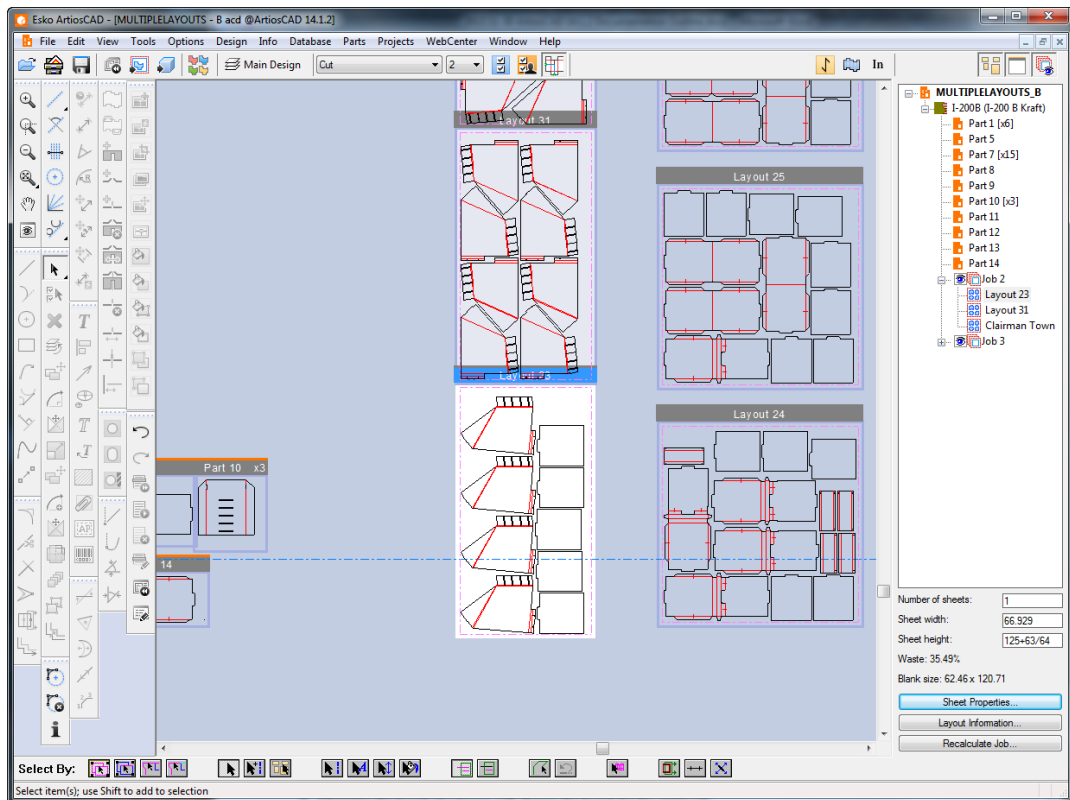 Esko ArtiosCAD - [MULTIPLELAYOUTS - B acd @ArtiosCAD 14.1.2]
File Edit View Tools Options Design Info Database Parts Projects WebCenter Window Help
Main Design Cut 2 In
Layout 31
Layout 25
Layout 23
Layout 24
Part 10 x3
14
MULTIPLELAYOUTS_B
I-200B (I-200 B Kraft)
Part 1 [x6]
Part 5
Part 7 [x15]
Part 8
Part 9
Part 10 [x3]
Part 11
Part 12
Part 13
Part 14
Job 2
Layout 23
Layout 31
Clairman Town
Job 3
Number of sheets: 1
Sheet width: 66.929
Sheet height: 125+63/64
Waste: 35.49%
Blank size: 62.46 x 120.71
Sheet Properties...
Layout Information...
Recalculate Job...
Select By:
Select item(s); use Shift to add to selection